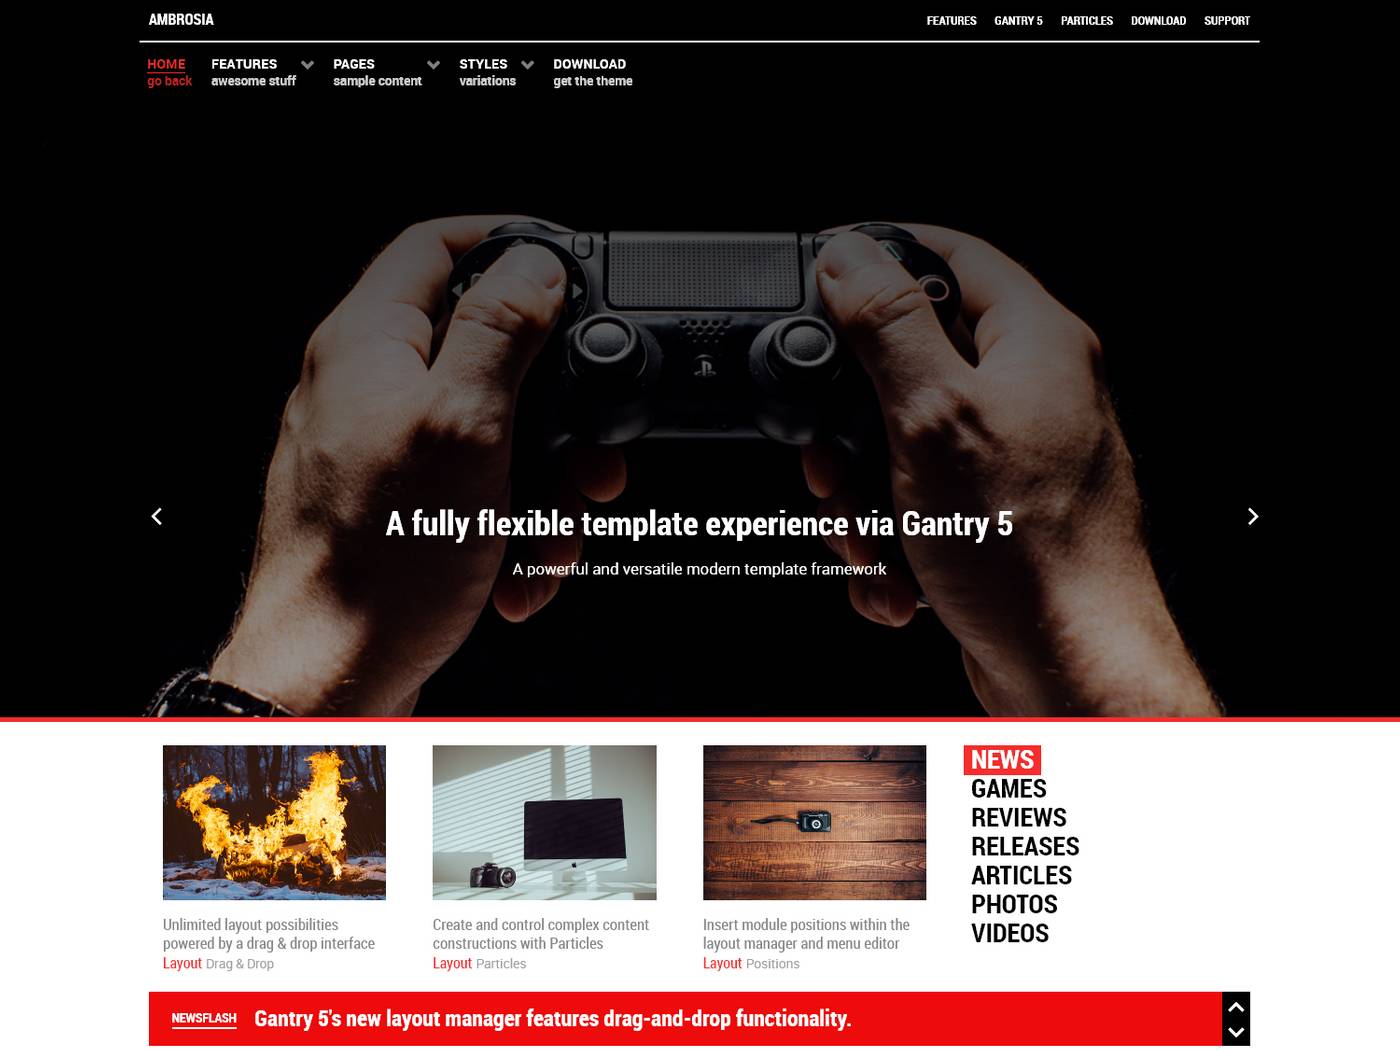 AMBROSIA
FEATURES GANTRY 5 PARTICLES DOWNLOAD SUPPORT
HOME FEATURES PAGES STYLES DOWNLOAD
go back awesome stuff sample content variations get the theme
A fully flexible template experience via Gantry 5
A powerful and versatile modern template framework
Unlimited layout possibilities
powered by a drag & drop interface
Layout Drag & Drop
Create and control complex content
constructions with Particles
Layout Particles
Insert module positions within the
layout manager and menu editor
Layout Positions
NEWS
GAMES
REVIEWS
RELEASES
ARTICLES
PHOTOS
VIDEOS
NEWSFLASH Gantry 5's new layout manager features drag-and-drop functionality.